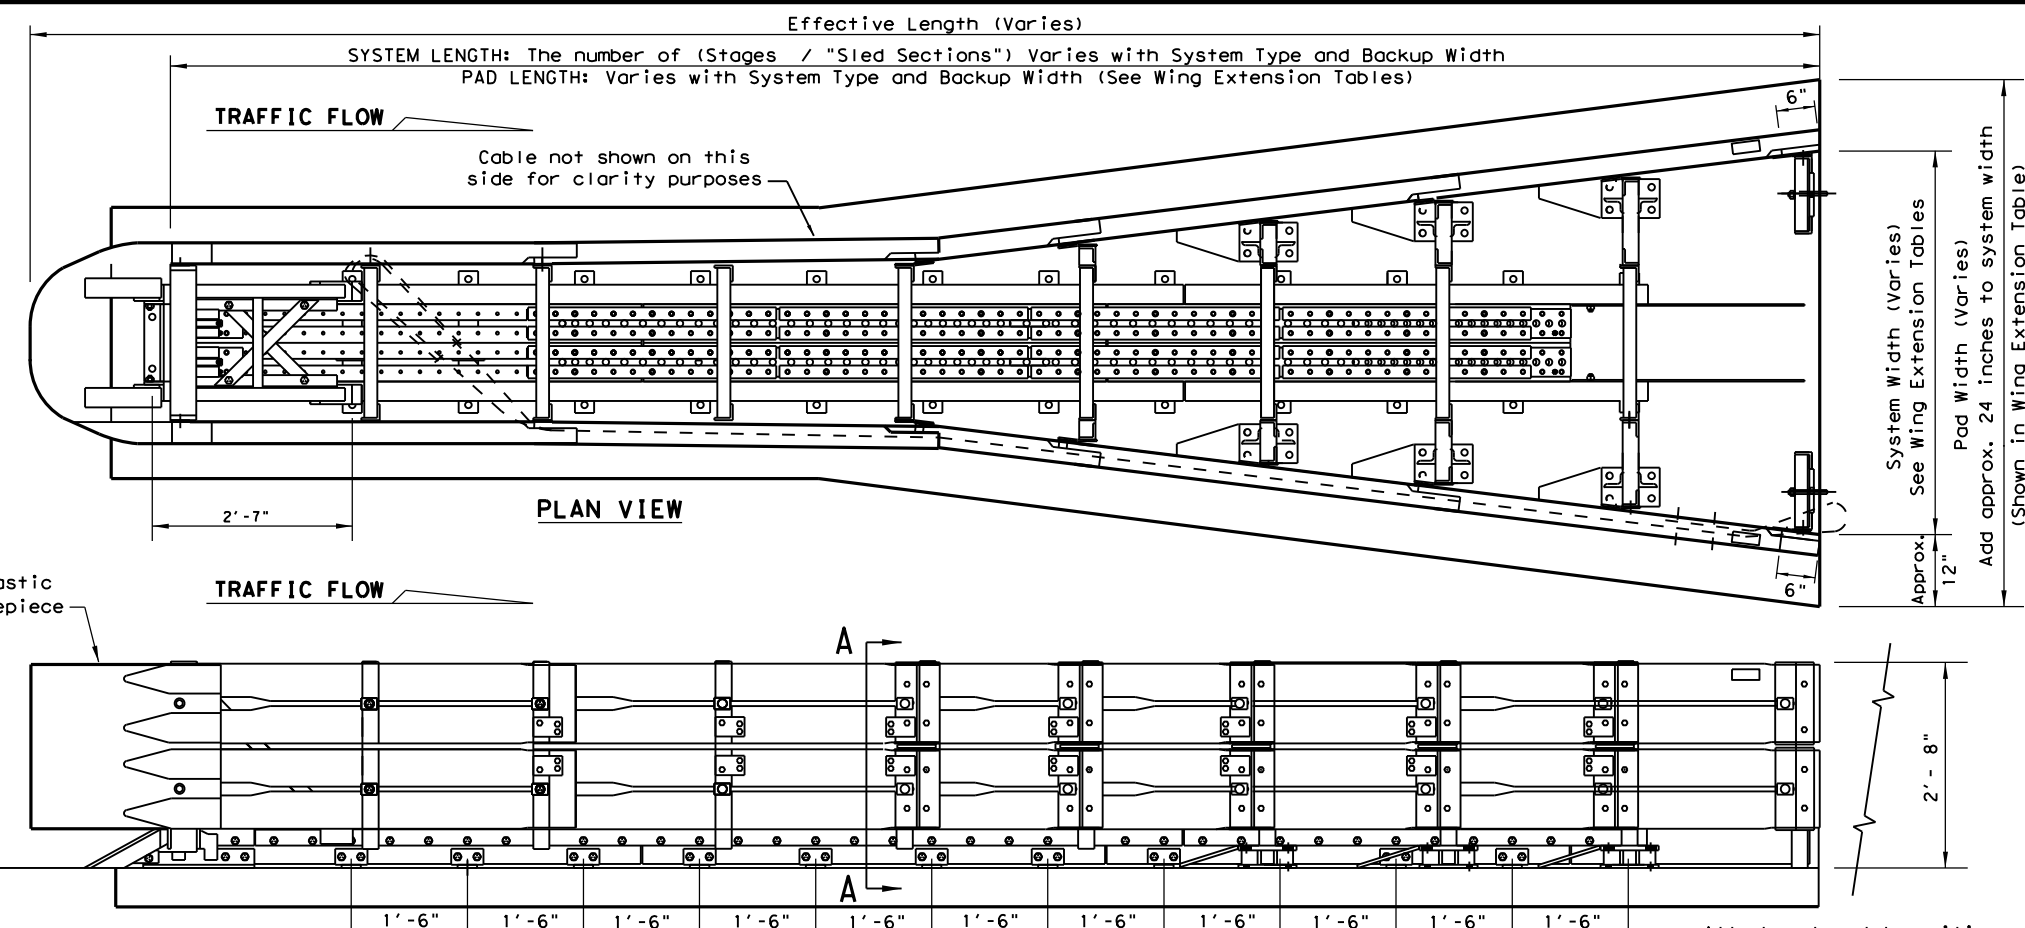 Effective Length (Varies)
SYSTEM LENGTH: The number of (Stages / "Sled Sections") Varies with System Type and Backup Width
PAD LENGTH: Varies with System Type and Backup Width (See Wing Extension Tables)
TRAFFIC FLOW
6"
Cable not shown on this
side for clarity purposes
System Width (Varies)
See Wing Extension Tables
Pad Width (Varies)
Add approx. 24 inches to system width
(Shown in Wing Extension Table)
2'-7"
PLAN VIEW
Approx.
12"
6"
TRAFFIC FLOW
astic
epiece
A
2'- 8"
A
1'-6" 1'-6" 1'-6" 1'-6" 1'-6" 1'-6" 1'-6" 1'-6" 1'-6" 1'-6" 1'-6"